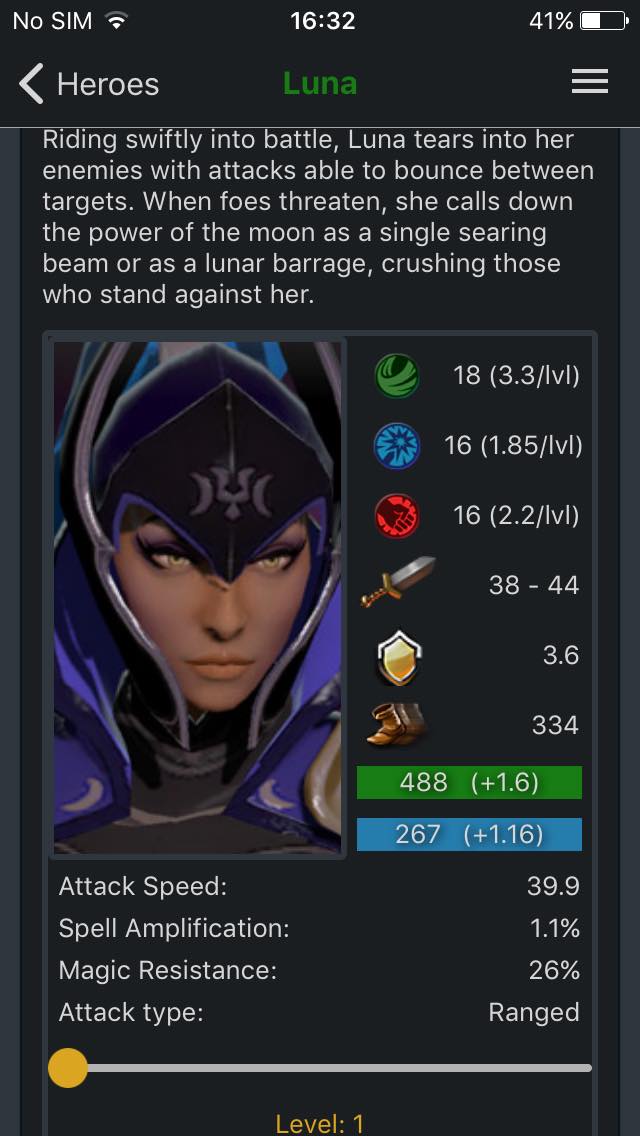 No SIM 16:32 41%
Heroes Luna
Riding swiftly into battle, Luna tears into her
enemies with attacks able to bounce between
targets. When foes threaten, she calls down
the power of the moon as a single searing
beam or as a lunar barrage, crushing those
who stand against her.
18 (3.3/lvl)
16 (1.85/lvl)
16 (2.2/lvl)
38 - 44
3.6
334
488 (+1.6)
267 (+1.16)
Attack Speed: 39.9
Spell Amplification: 1.1%
Magic Resistance: 26%
Attack type: Ranged
Level: 1